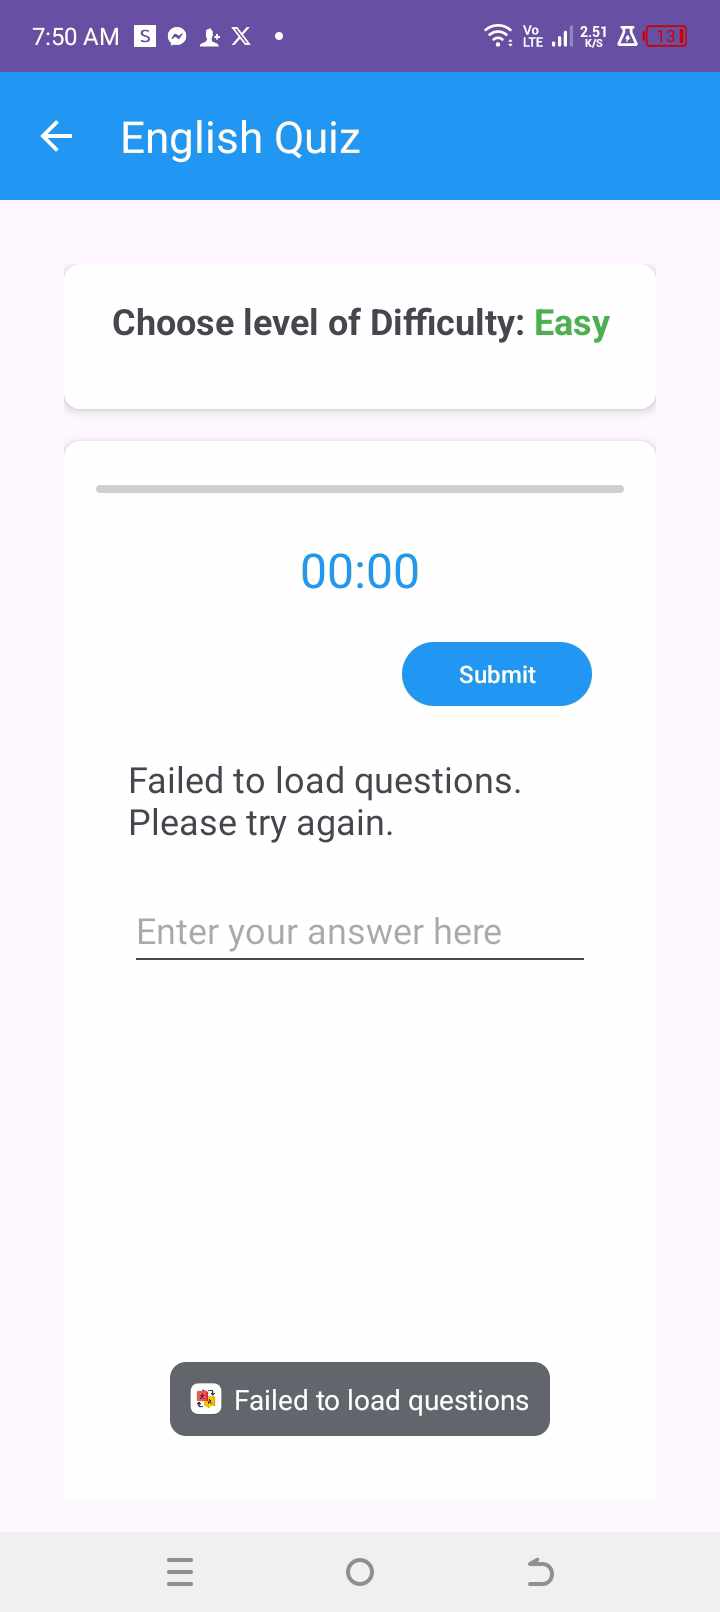 7:50 AM S X
Vo LTE 2.51 K/S 13
English Quiz
Choose level of Difficulty: Easy
00:00
Submit
Failed to load questions.
Please try again.
Enter your answer here
Failed to load questions